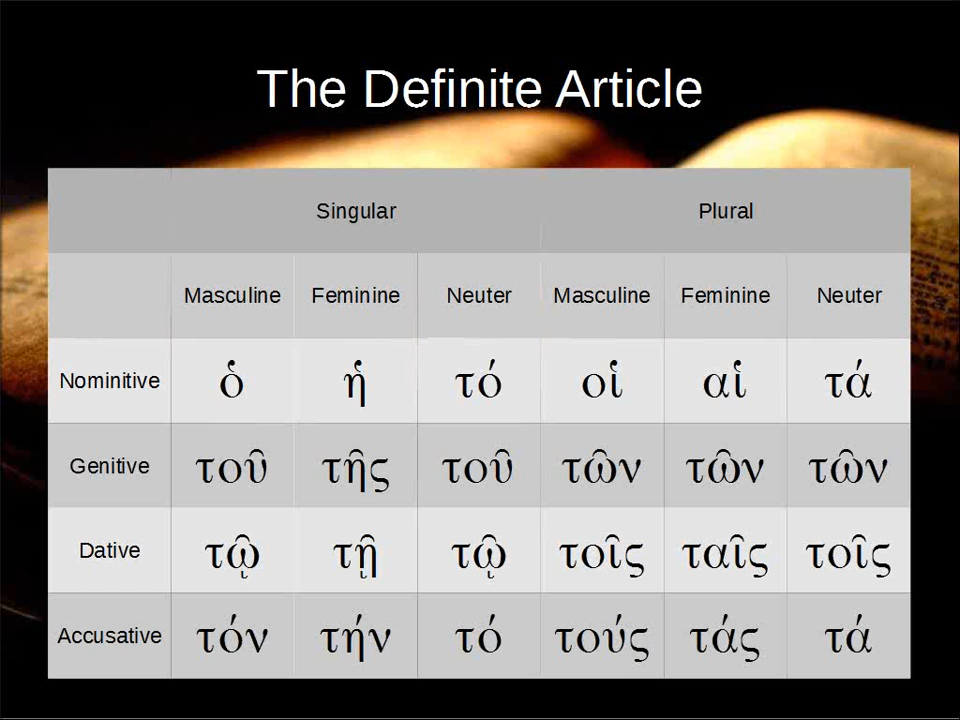 The Definite Article
Singular Plural
Masculine Feminine Neuter Masculine Feminine Neuter
Nominitive ὁ ἡ τό οἱ αἱ τά
Genitive τοῦ τῆς τοῦ τῶν τῶν τῶν
Dative τῷ τῇ τῷ τοῖς ταῖς τοῖς
Accusative τόν τήν τό τούς τάς τά